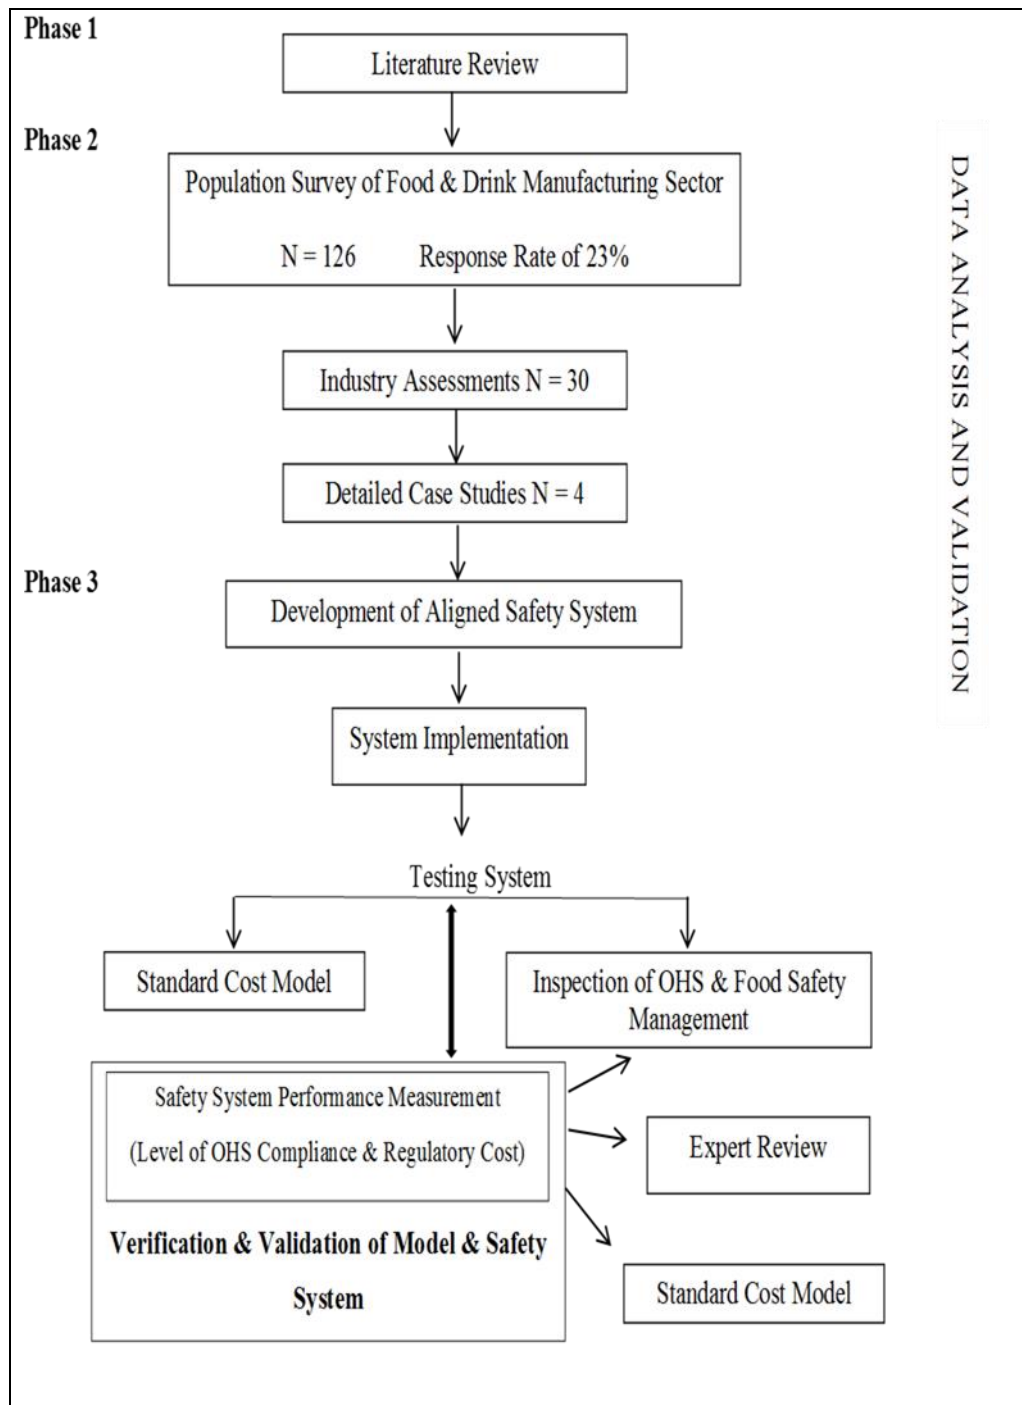 Phase 1
Literature Review
Phase 2
Population Survey of Food & Drink Manufacturing Sector
N = 126 Response Rate of 23%
Industry Assessments N = 30
Detailed Case Studies N = 4
Phase 3
Development of Aligned Safety System
System Implementation
Testing System
Standard Cost Model
Inspection of OHS & Food Safety
Management
Safety System Performance Measurement
(Level of OHS Compliance & Regulatory Cost)
Verification & Validation of Model & Safety
System
Expert Review
Standard Cost Model
DATA ANALYSIS AND VALIDATION